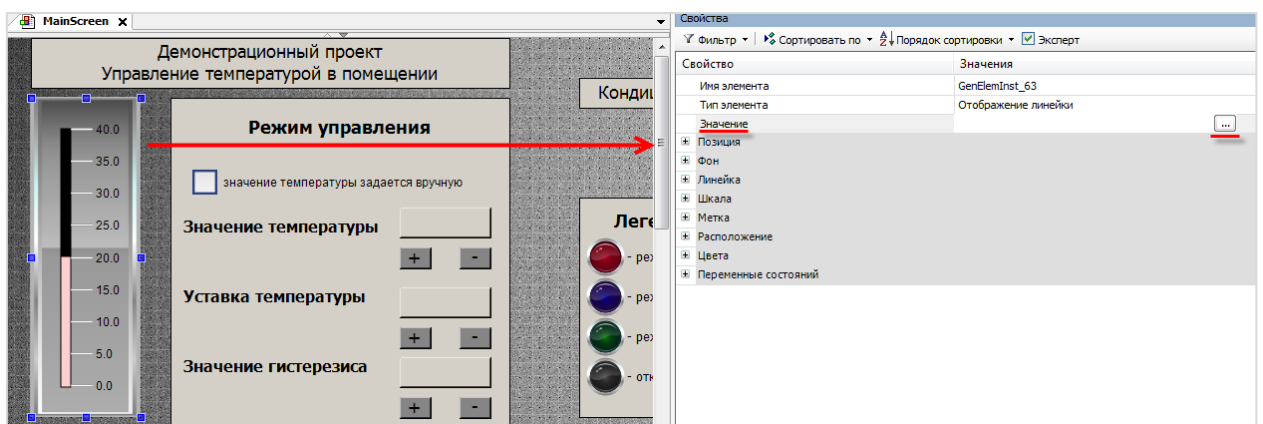 MainScreen x
Демонстрационный проект
Управление температурой в помещении
40.0
35.0
30.0
25.0
20.0
15.0
10.0
5.0
0.0
Режим управления
значение температуры задается вручную
Значение температуры
+ -
Уставка температуры
+ -
Значение гистерезиса
+ -
Кондиц
Леге
- реж
- реж
- реж
- отк
Свойства
Фильтр Сортировать по Порядок сортировки Эксперт
Свойство Значения
Имя элемента GenElemInst_63
Тип элемента Отображение линейки
Значение ...
Позиция
Фон
Линейка
Шкала
Метка
Расположение
Цвета
Переменные состояний